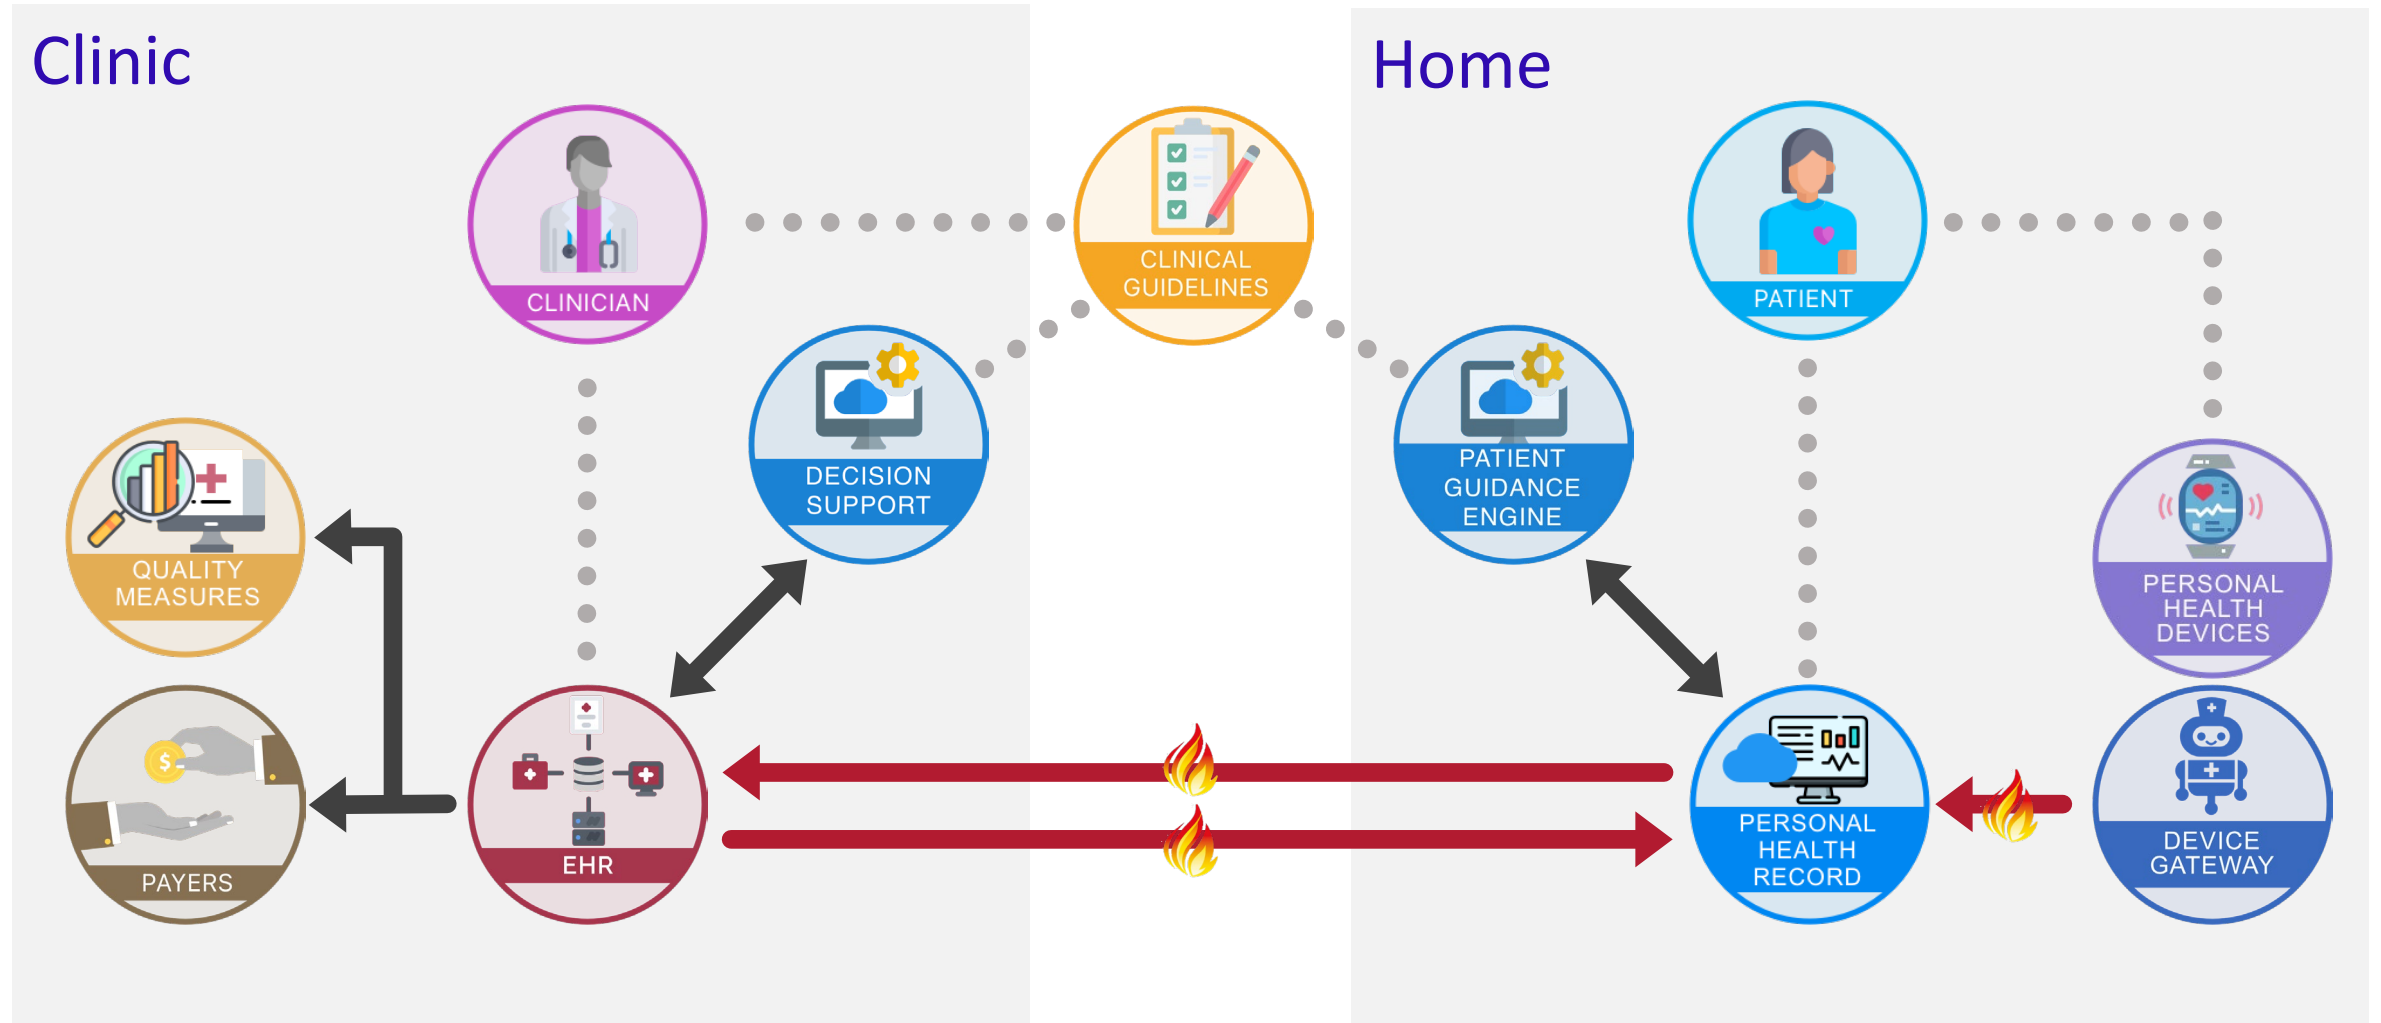 Clinic
Home
CLINICIAN
CLINICAL
GUIDELINES
PATIENT
DECISION
SUPPORT
PATIENT
GUIDANCE
ENGINE
QUALITY
MEASURES
PERSONAL
HEALTH
DEVICES
$
PAYERS
EHR
PERSONAL
HEALTH
RECORD
DEVICE
GATEWAY